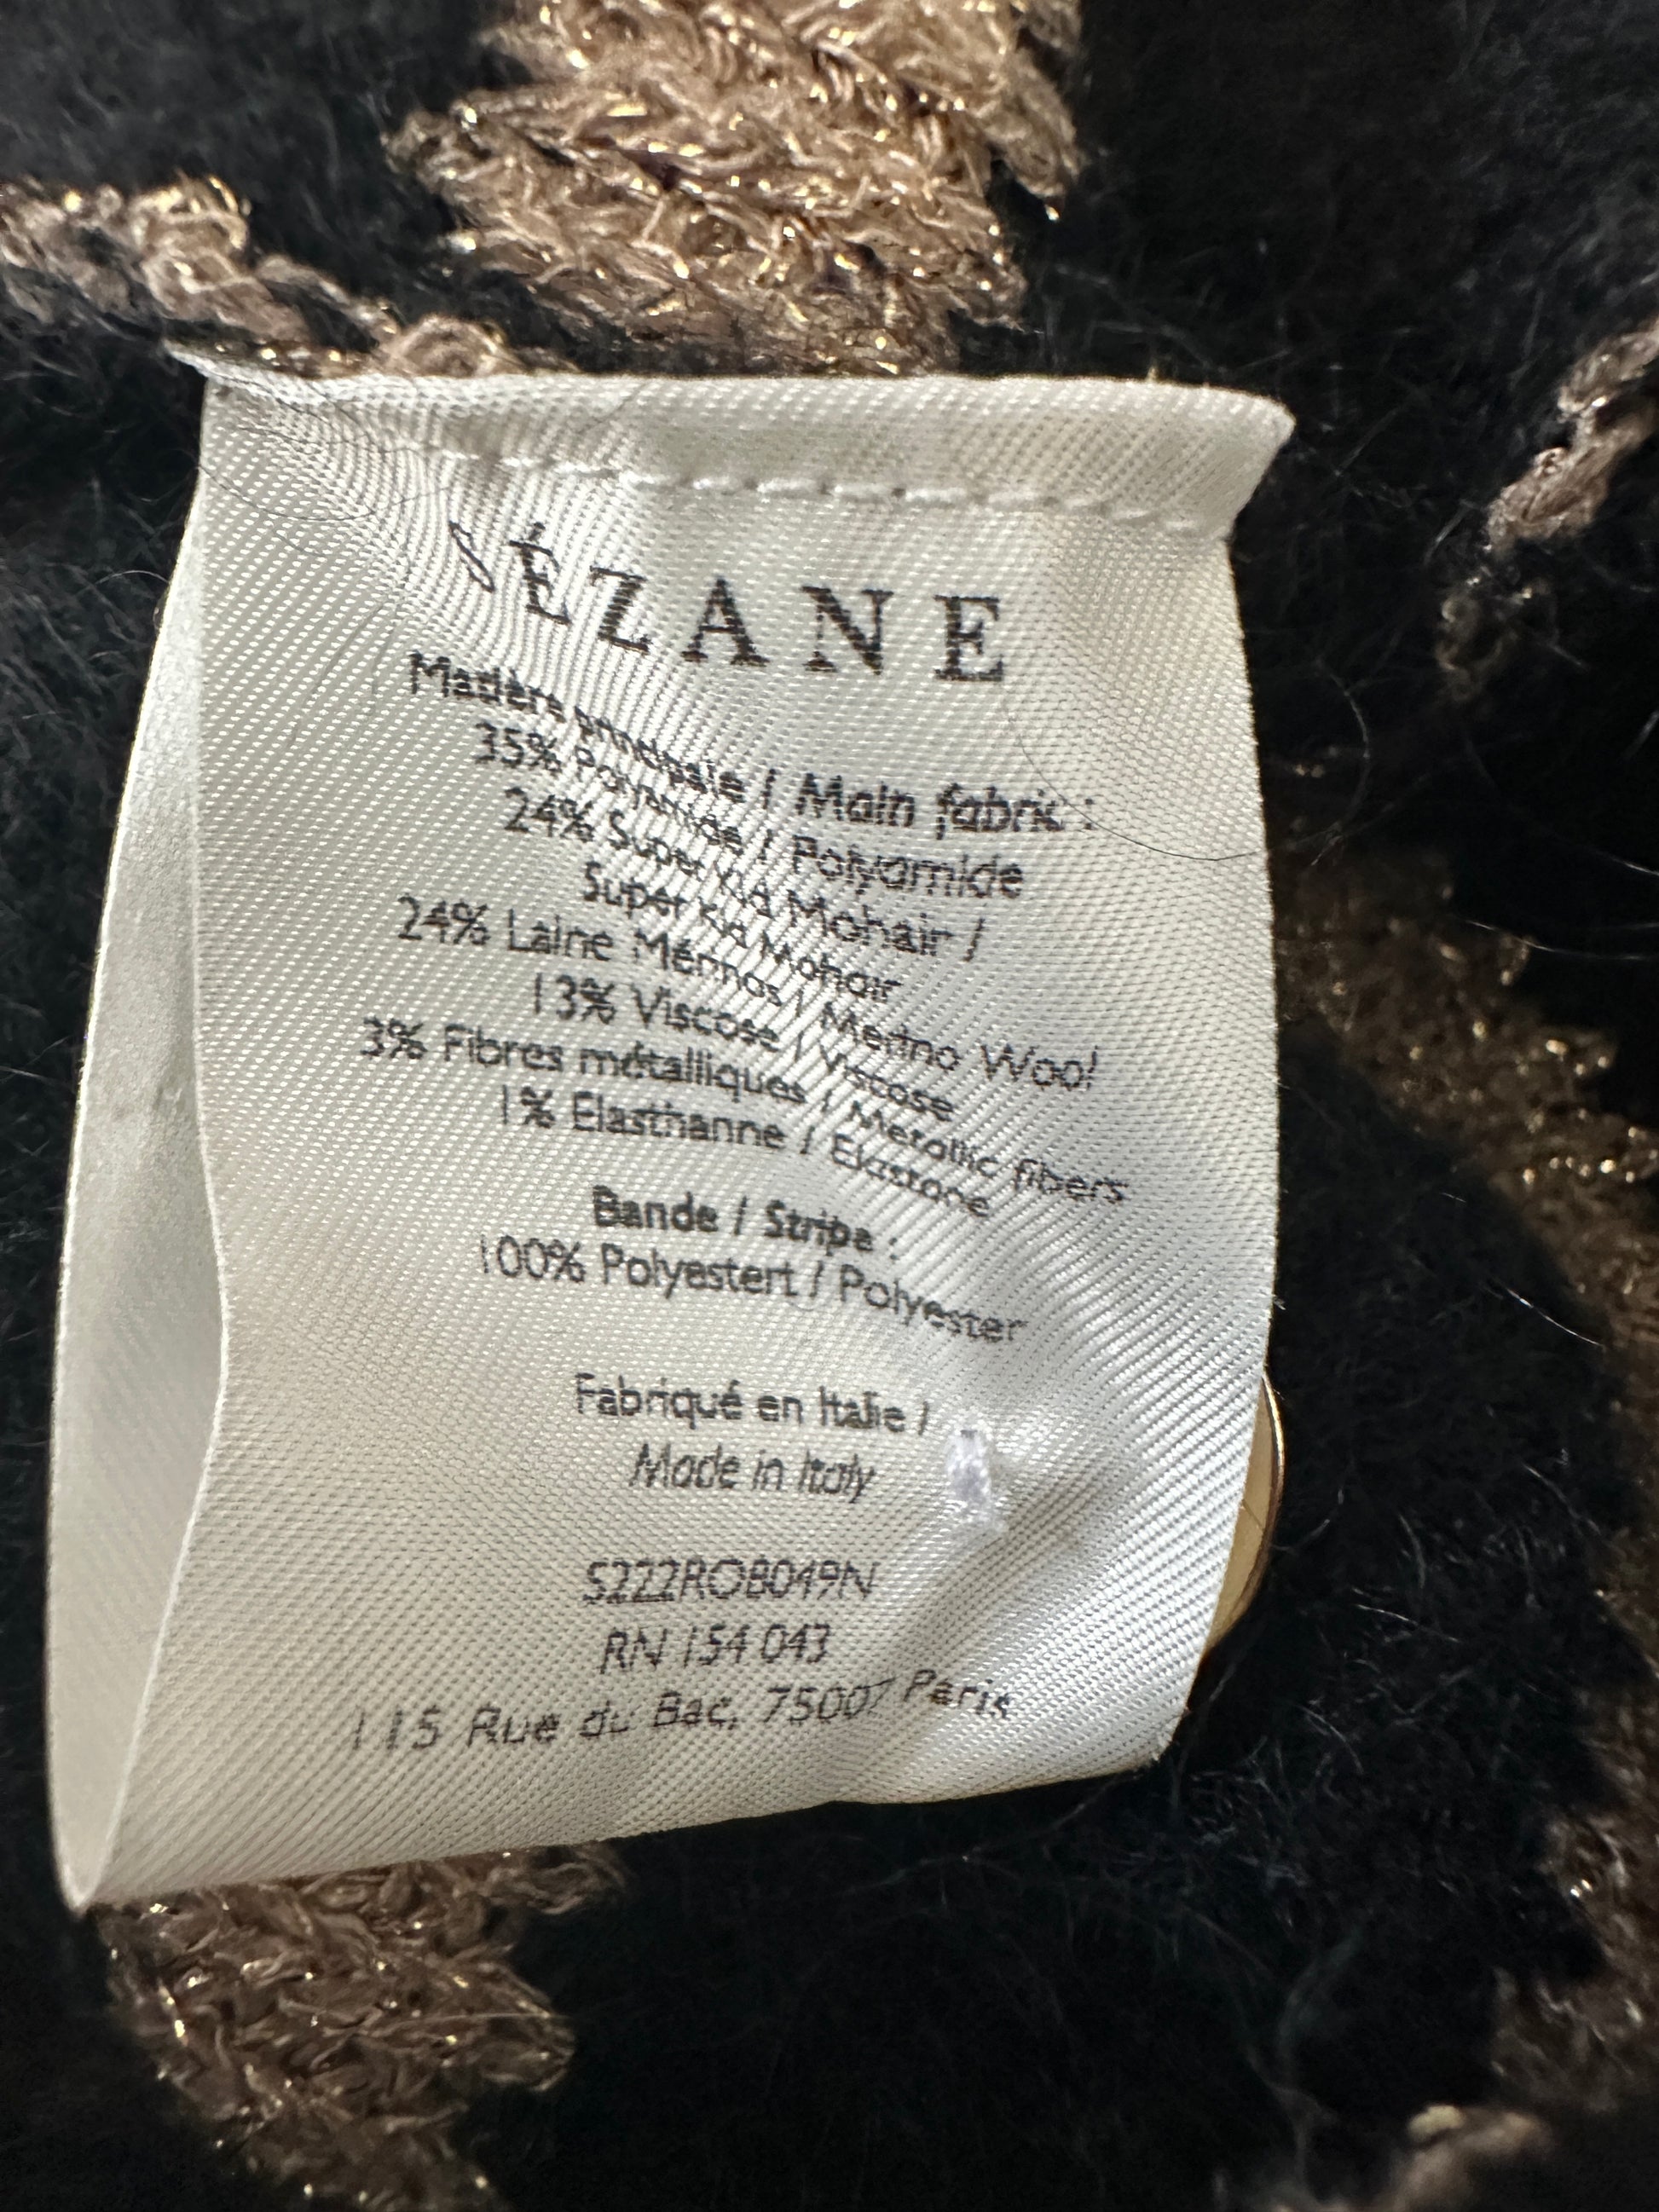 SÉZANE
Matière principale / Main fabric :
35% Polyamide / Polyamide
24% Super Kid Mohair /
Super Kid Mohair
24% Laine Mérinos / Merino Wool
13% Viscose / Viscose
3% Fibres métalliques / Metallic fibers
1% Elasthanne / Elastane
Bande / Stripe :
100% Polyestert / Polyester
Fabriqué en Italie /
Made in Italy
S222ROB049N
RN 154 043
115 Rue du Bac, 75007 Paris